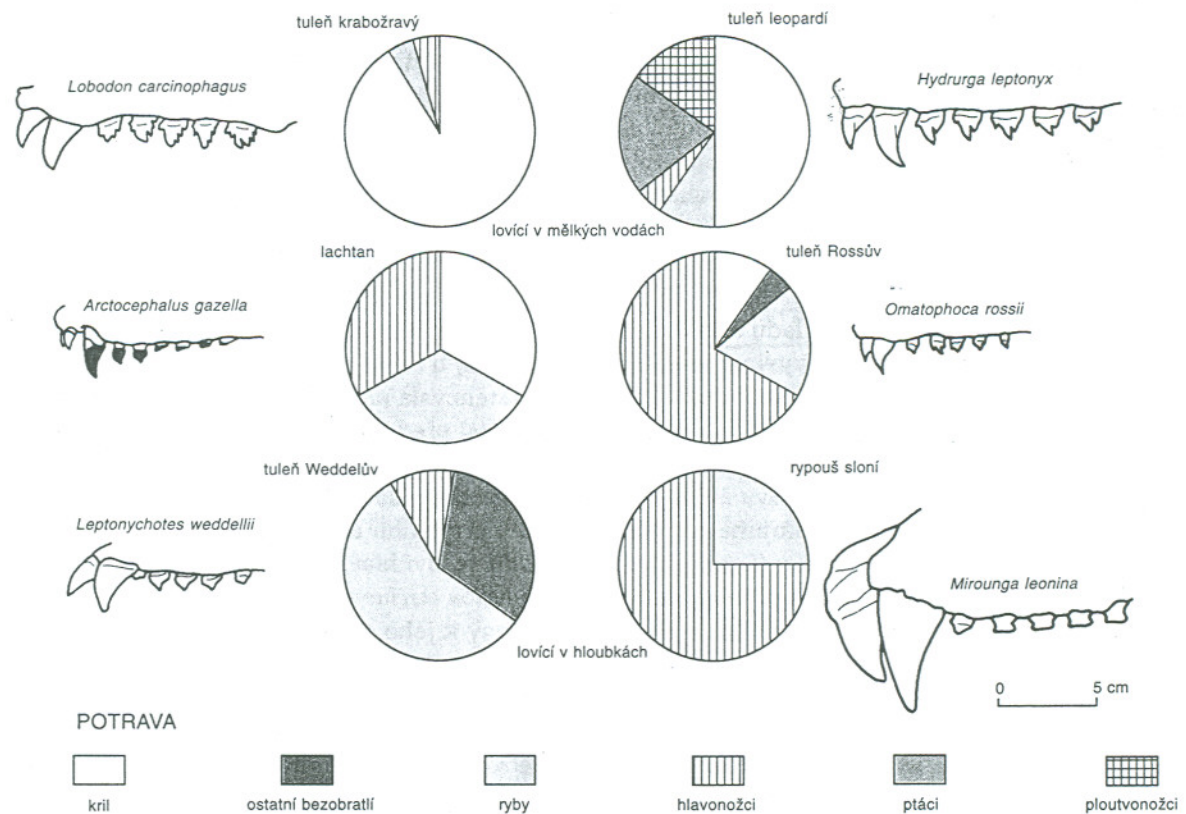 tuleň krabožravý
tuleň leopardí
Lobodon carcinophagus
Hydrurga leptonyx
lovící v mělkých vodách
lachtan
tuleň Rossův
Arctocephalus gazella
Omatophoca rossii
tuleň Weddelův
rypouš sloní
Leptonychotes weddellii
Mirounga leonina
lovící v hloubkách
0 5 cm
POTRAVA
kril
ostatní bezobratlí
ryby
hlavonožci
ptáci
ploutvonožci